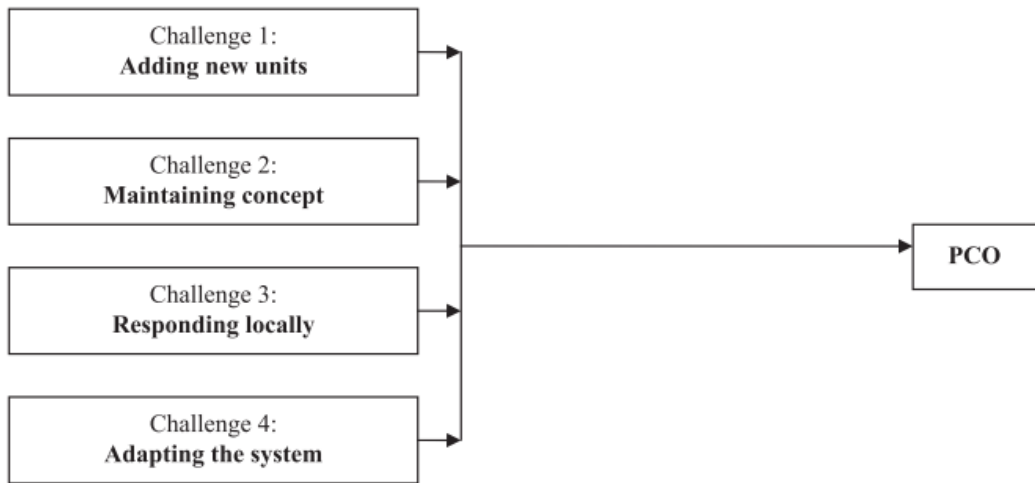 Challenge 1:
Adding new units
Challenge 2:
Maintaining concept
Challenge 3:
Responding locally
Challenge 4:
Adapting the system
PCO